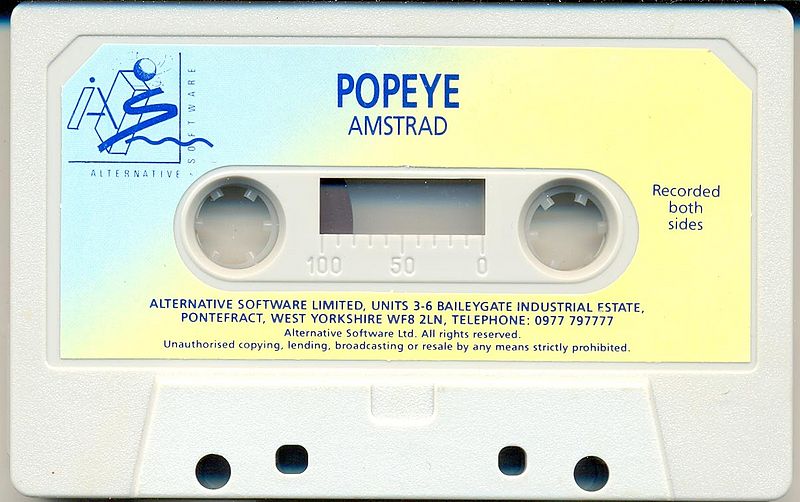 SOFTWARE
ALTERNATIVE
POPEYE
AMSTRAD
Recorded
both
sides
100 50 0
ALTERNATIVE SOFTWARE LIMITED, UNITS 3-6 BAILEYGATE INDUSTRIAL ESTATE,
PONTEFRACT, WEST YORKSHIRE WF8 2LN, TELEPHONE: 0977 797777
Alternative Software Ltd. All rights reserved.
Unauthorised copying, lending, broadcasting or resale by any means strictly prohibited.